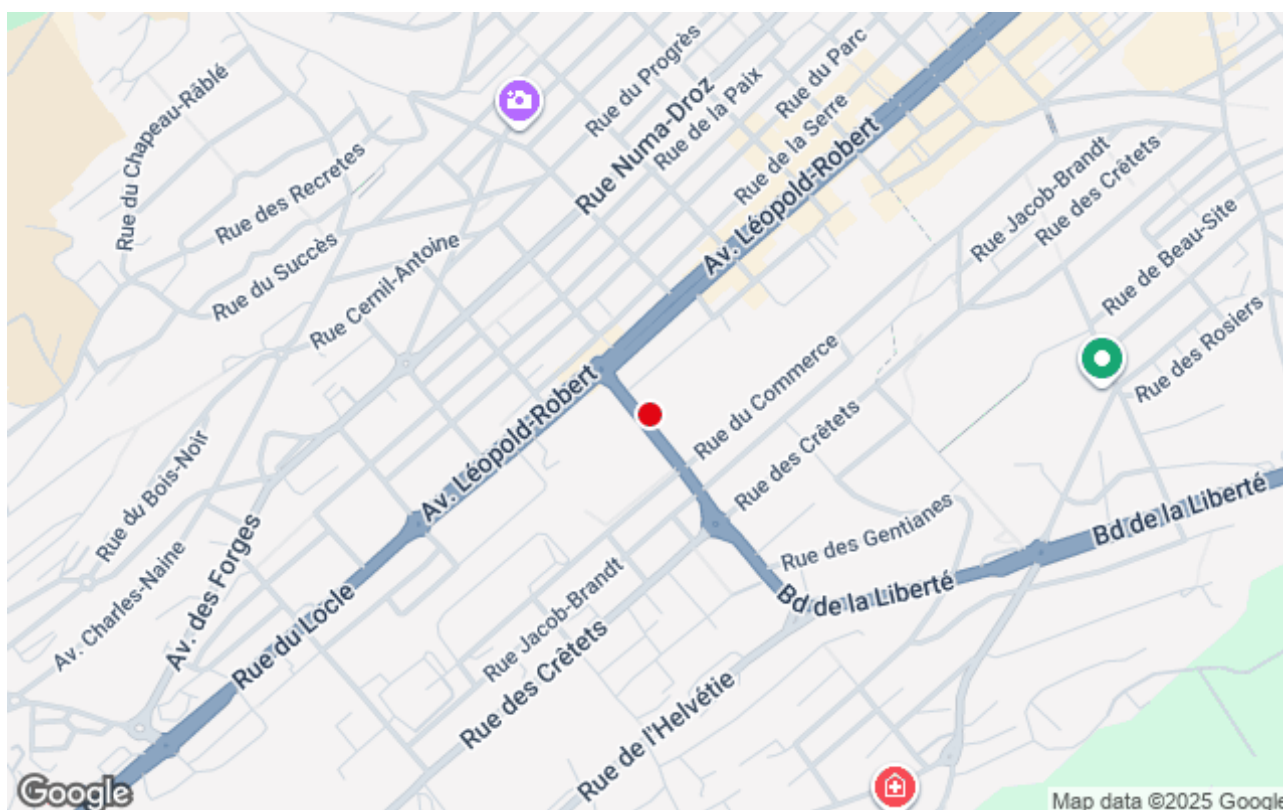 Rue du Chapeau-Râblé
Rue du Progrès
Rue du Parc
Rue Numa-Droz
Rue de la Paix
Rue de la Serre
Av. Léopold-Robert
Rue des Recretes
Rue Jacob-Brandt
Rue des Crêtets
Rue du Succès
Rue Cernil-Antoine
Rue de Beau-Site
Rue des Rosiers
Rue du Commerce
Av. Léopold-Robert
Rue des Crêtets
Rue du Bois-Noir
Av. des Forges
Av. Charles-Naine
Rue du Locle
Rue des Gentianes
Bd de la Liberté
Bd de la Liberté
Rue Jacob-Brandt
Rue des Crêtets
Rue de l'Helvétie
Google
Map data ©2025 Google